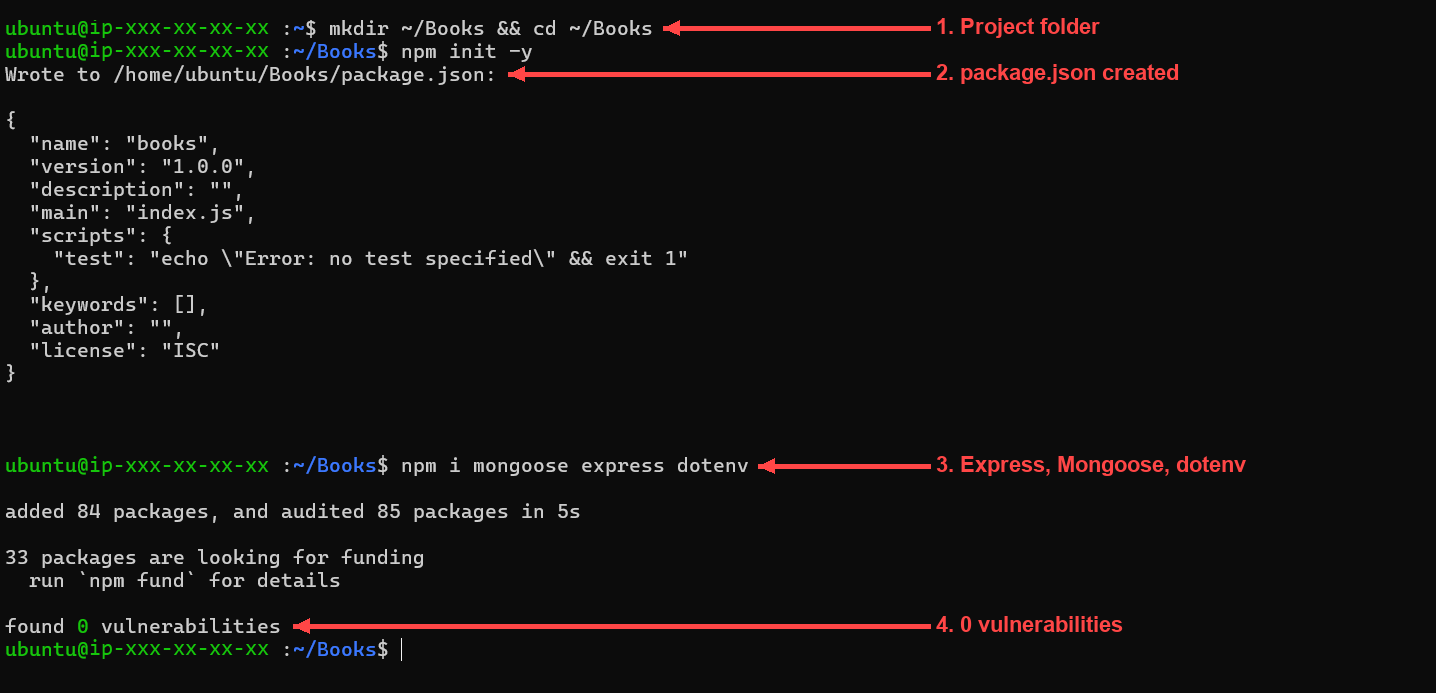 ubuntu@ip-xxx-xx-xx-xx :~$ mkdir ~/Books && cd ~/Books 1. Project folder
ubuntu@ip-xxx-xx-xx-xx :~/Books$ npm init -y
Wrote to /home/ubuntu/Books/package.json: 2. package.json created
{
  "name": "books",
  "version": "1.0.0",
  "description": "",
  "main": "index.js",
  "scripts": {
    "test": "echo \"Error: no test specified\" && exit 1"
  },
  "keywords": [],
  "author": "",
  "license": "ISC"
}
ubuntu@ip-xxx-xx-xx-xx :~/Books$ npm i mongoose express dotenv 3. Express, Mongoose, dotenv
added 84 packages, and audited 85 packages in 5s
33 packages are looking for funding
  run `npm fund` for details
found 0 vulnerabilities 4. 0 vulnerabilities
ubuntu@ip-xxx-xx-xx-xx :~/Books$